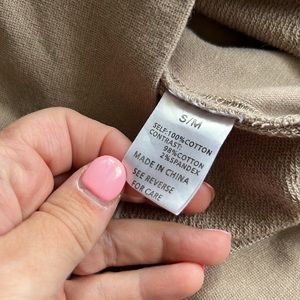 S/M
SELF:100%COTTON
CONTRAST:
98%COTTON
2%SPANDEX
MADE IN CHINA
SEE REVERSE
FOR CARE